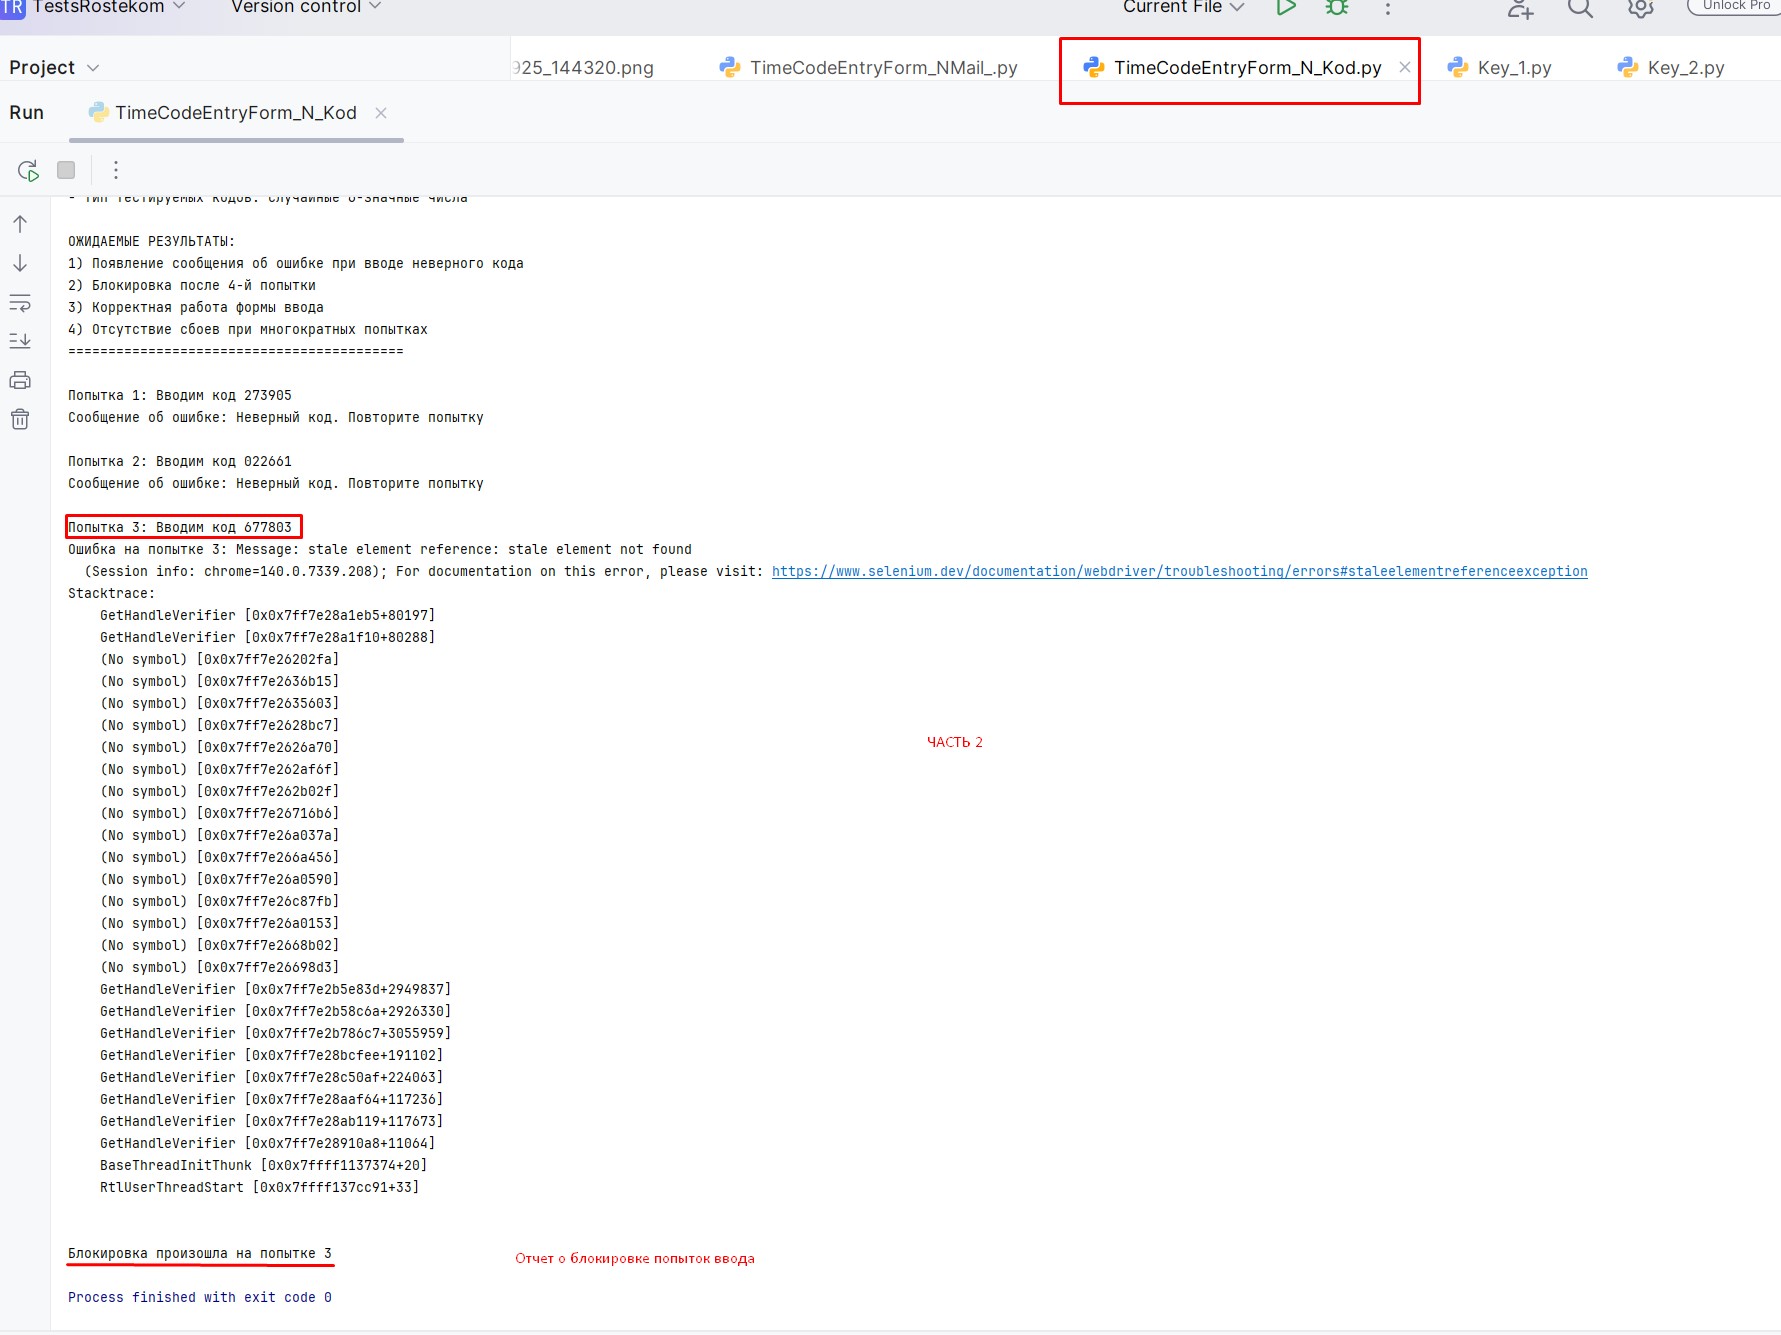 TR TestsRostekom Version control Current File Unlock Pro
Project 925_144320.png TimeCodeEntryForm_NMail_.py TimeCodeEntryForm_N_Kod.py Key_1.py Key_2.py
Run TimeCodeEntryForm_N_Kod
- Тип тестируемых кодов: случайные 6-значные числа
ОЖИДАЕМЫЕ РЕЗУЛЬТАТЫ:
1) Появление сообщения об ошибке при вводе неверного кода
2) Блокировка после 4-й попытки
3) Корректная работа формы ввода
4) Отсутствие сбоев при многократных попытках
==========================================
Попытка 1: Вводим код 273905
Сообщение об ошибке: Неверный код. Повторите попытку
Попытка 2: Вводим код 022661
Сообщение об ошибке: Неверный код. Повторите попытку
Попытка 3: Вводим код 677803
Ошибка на попытке 3: Message: stale element reference: stale element not found
(Session info: chrome=140.0.7339.208); For documentation on this error, please visit: https://www.selenium.dev/documentation/webdriver/troubleshooting/errors#staleelementreferenceexception
Stacktrace:
GetHandleVerifier [0x0x7ff7e28a1eb5+80197]
GetHandleVerifier [0x0x7ff7e28a1f10+80288]
(No symbol) [0x0x7ff7e26202fa]
(No symbol) [0x0x7ff7e2636b15]
(No symbol) [0x0x7ff7e2635603]
(No symbol) [0x0x7ff7e2628bc7]
(No symbol) [0x0x7ff7e2626a70]
ЧАСТЬ 2
(No symbol) [0x0x7ff7e262af6f]
(No symbol) [0x0x7ff7e262b02f]
(No symbol) [0x0x7ff7e26716b6]
(No symbol) [0x0x7ff7e26a037a]
(No symbol) [0x0x7ff7e266a456]
(No symbol) [0x0x7ff7e26a0590]
(No symbol) [0x0x7ff7e26c87fb]
(No symbol) [0x0x7ff7e26a0153]
(No symbol) [0x0x7ff7e2668b02]
(No symbol) [0x0x7ff7e26698d3]
GetHandleVerifier [0x0x7ff7e2b5e83d+2949837]
GetHandleVerifier [0x0x7ff7e2b58c6a+2926330]
GetHandleVerifier [0x0x7ff7e2b786c7+3055959]
GetHandleVerifier [0x0x7ff7e28bcfee+191102]
GetHandleVerifier [0x0x7ff7e28c50af+224063]
GetHandleVerifier [0x0x7ff7e28aaf64+117236]
GetHandleVerifier [0x0x7ff7e28ab119+117673]
GetHandleVerifier [0x0x7ff7e28910a8+11064]
BaseThreadInitThunk [0x0x7ffff1137374+20]
RtlUserThreadStart [0x0x7ffff137cc91+33]
Блокировка произошла на попытке 3 Отчет о блокировке попыток ввода
Process finished with exit code 0